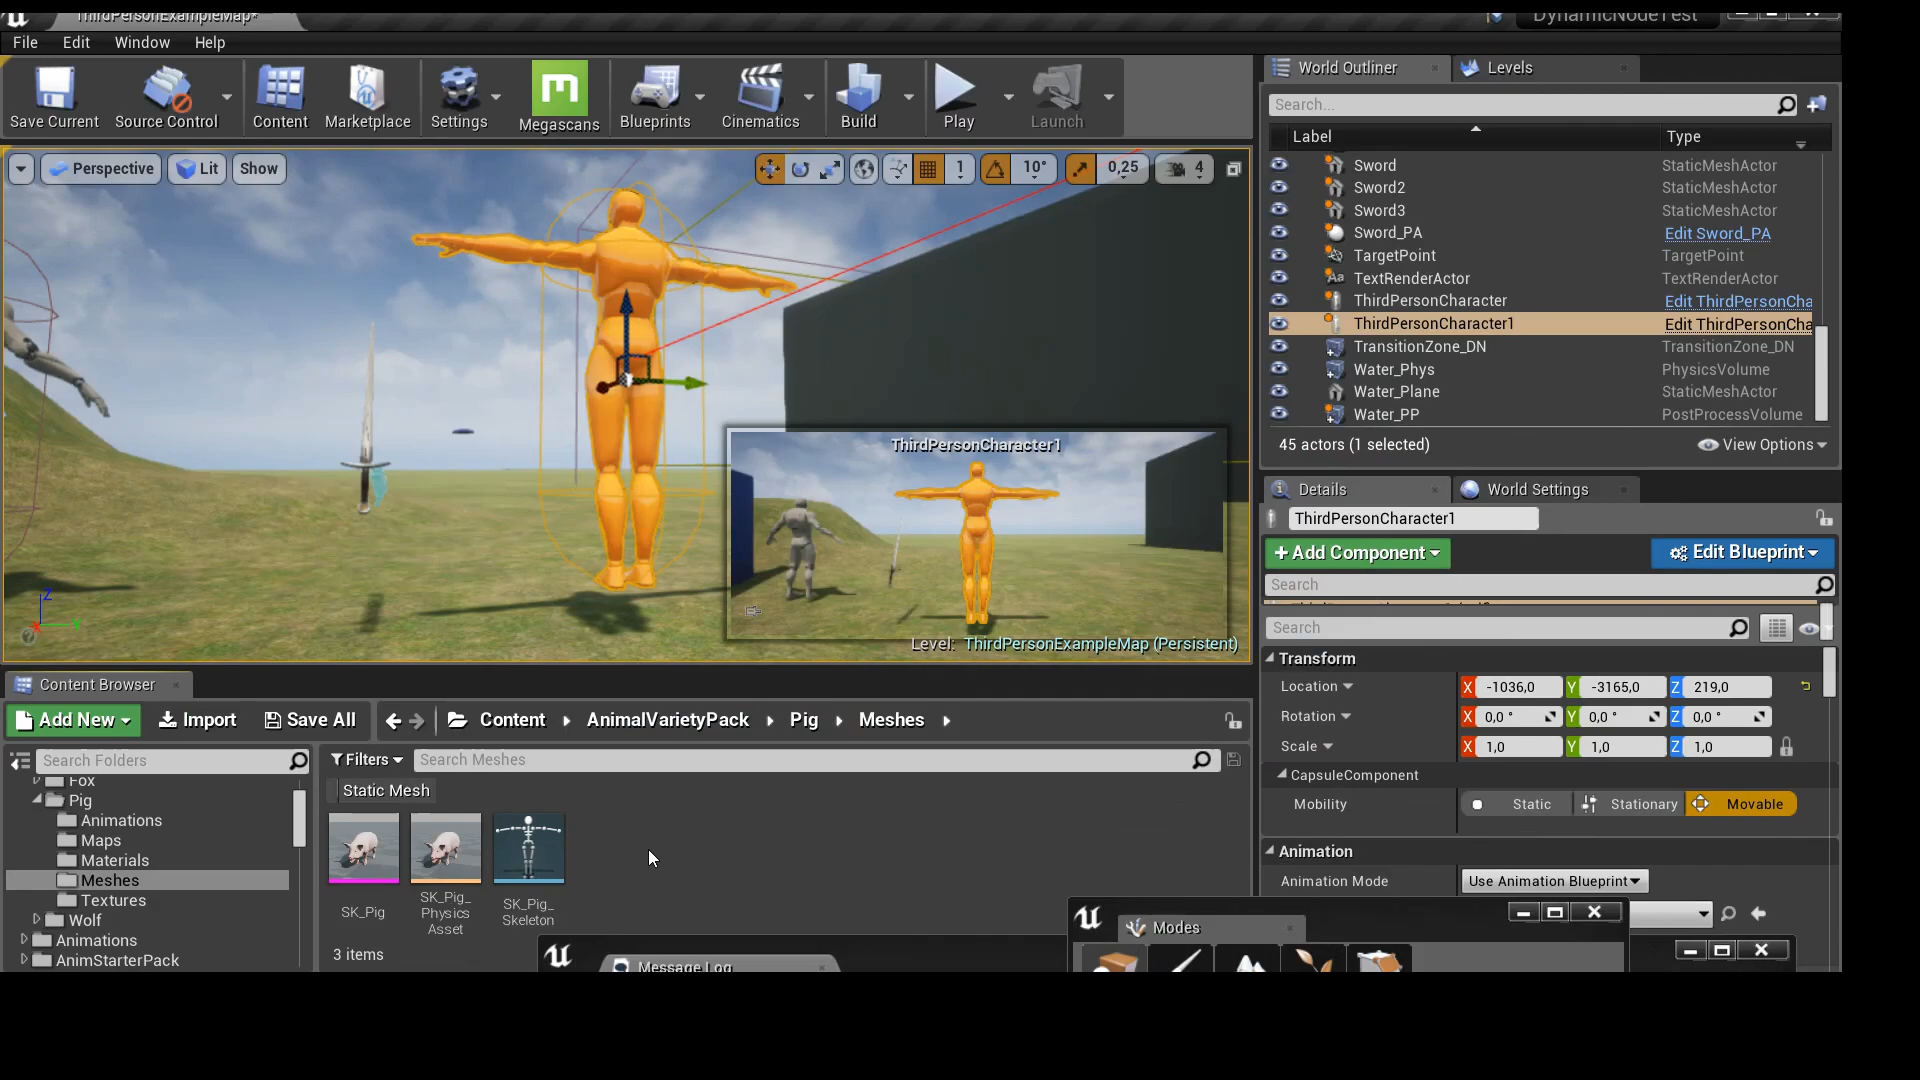 ThirdPersonExampleMap*
DynamicNodeTest
File Edit Window Help
Save Current Source Control Content Marketplace Settings Megascans Blueprints Cinematics Build Play Launch
Perspective Lit Show 1 10° 0,25 4
ThirdPersonCharacter1
Level: ThirdPersonExampleMap (Persistent)
Z
World Outliner Levels
Search...
Label Type
Sword StaticMeshActor
Sword2 StaticMeshActor
Sword3 StaticMeshActor
Sword_PA Edit Sword_PA
TargetPoint TargetPoint
TextRenderActor TextRenderActor
ThirdPersonCharacter Edit ThirdPersonCha
ThirdPersonCharacter1 Edit ThirdPersonCha
TransitionZone_DN TransitionZone_DN
Water_Phys PhysicsVolume
Water_Plane StaticMeshActor
Water_PP PostProcessVolume
45 actors (1 selected) View Options
Details World Settings
ThirdPersonCharacter1
+ Add Component Edit Blueprint
Search
Search
Transform
Location X -1036,0 Y -3165,0 Z 219,0
Rotation X 0,0 ° Y 0,0 ° Z 0,0 °
Scale X 1,0 Y 1,0 Z 1,0
CapsuleComponent
Mobility Static Stationary Movable
Animation
Animation Mode Use Animation Blueprint
Content Browser
Add New Import Save All Content AnimalVarietyPack Pig Meshes
Search Folders
Fox
Pig
Animations
Maps
Materials
Meshes
Textures
Wolf
Animations
AnimStarterPack
Filters Search Meshes
Static Mesh
SK_Pig
SK_Pig_
Physics
Asset
SK_Pig_
Skeleton
3 items
Message Log
Modes